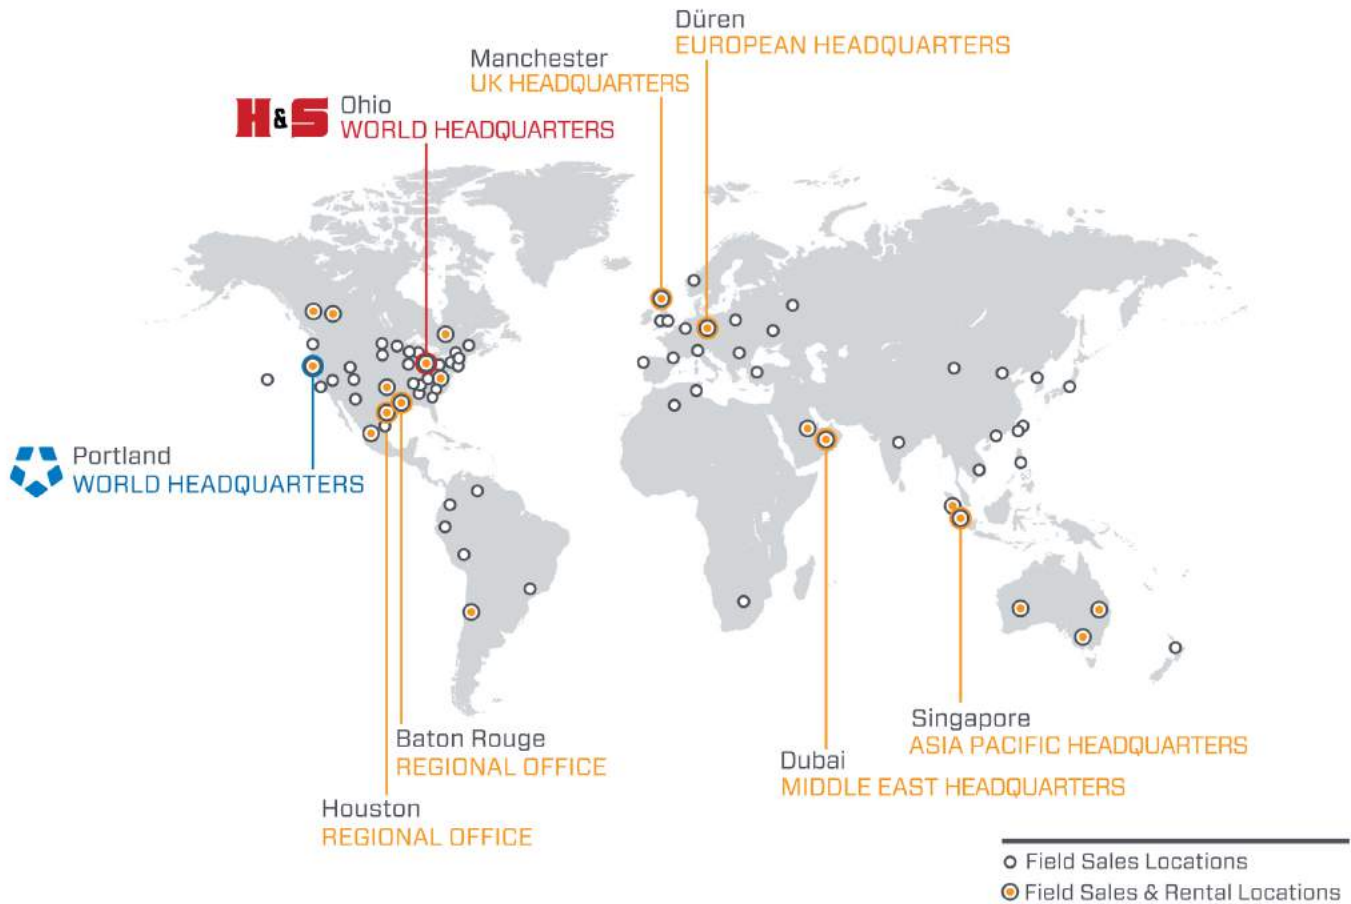 Düren
EUROPEAN HEADQUARTERS
Manchester
UK HEADQUARTERS
H&S
Ohio
WORLD HEADQUARTERS
Portland
WORLD HEADQUARTERS
Singapore
ASIA PACIFIC HEADQUARTERS
Baton Rouge
REGIONAL OFFICE
Dubai
MIDDLE EAST HEADQUARTERS
Houston
REGIONAL OFFICE
Field Sales Locations
Field Sales & Rental Locations